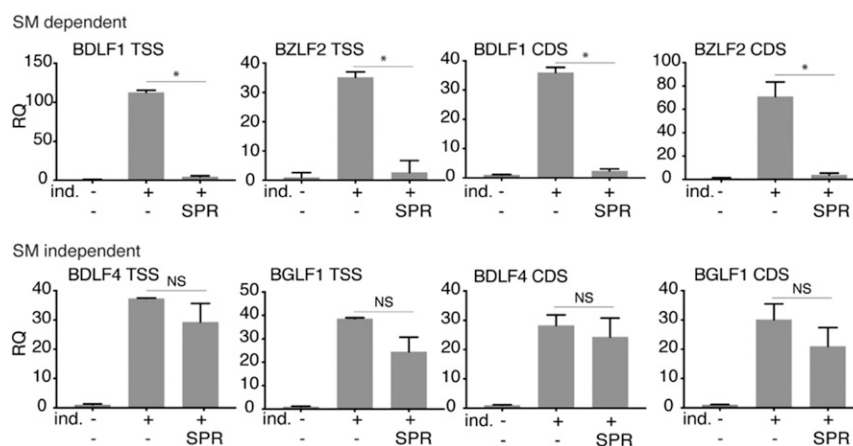 SM dependent
BDLF1 TSS
*
RQ
150
100
50
0
ind. - + +
- - SPR
BZLF2 TSS
*
40
30
20
10
0
ind. - + +
- - SPR
BDLF1 CDS
*
40
30
20
10
0
ind. - + +
- - SPR
BZLF2 CDS
*
100
80
60
40
20
0
ind. - + +
- - SPR
SM independent
BDLF4 TSS
NS
RQ
40
30
20
10
0
ind. - + +
- - SPR
BGLF1 TSS
NS
50
40
30
20
10
0
ind. - + +
- - SPR
BDLF4 CDS
NS
40
30
20
10
0
ind. - + +
- - SPR
BGLF1 CDS
NS
40
30
20
10
0
ind. - + +
- - SPR